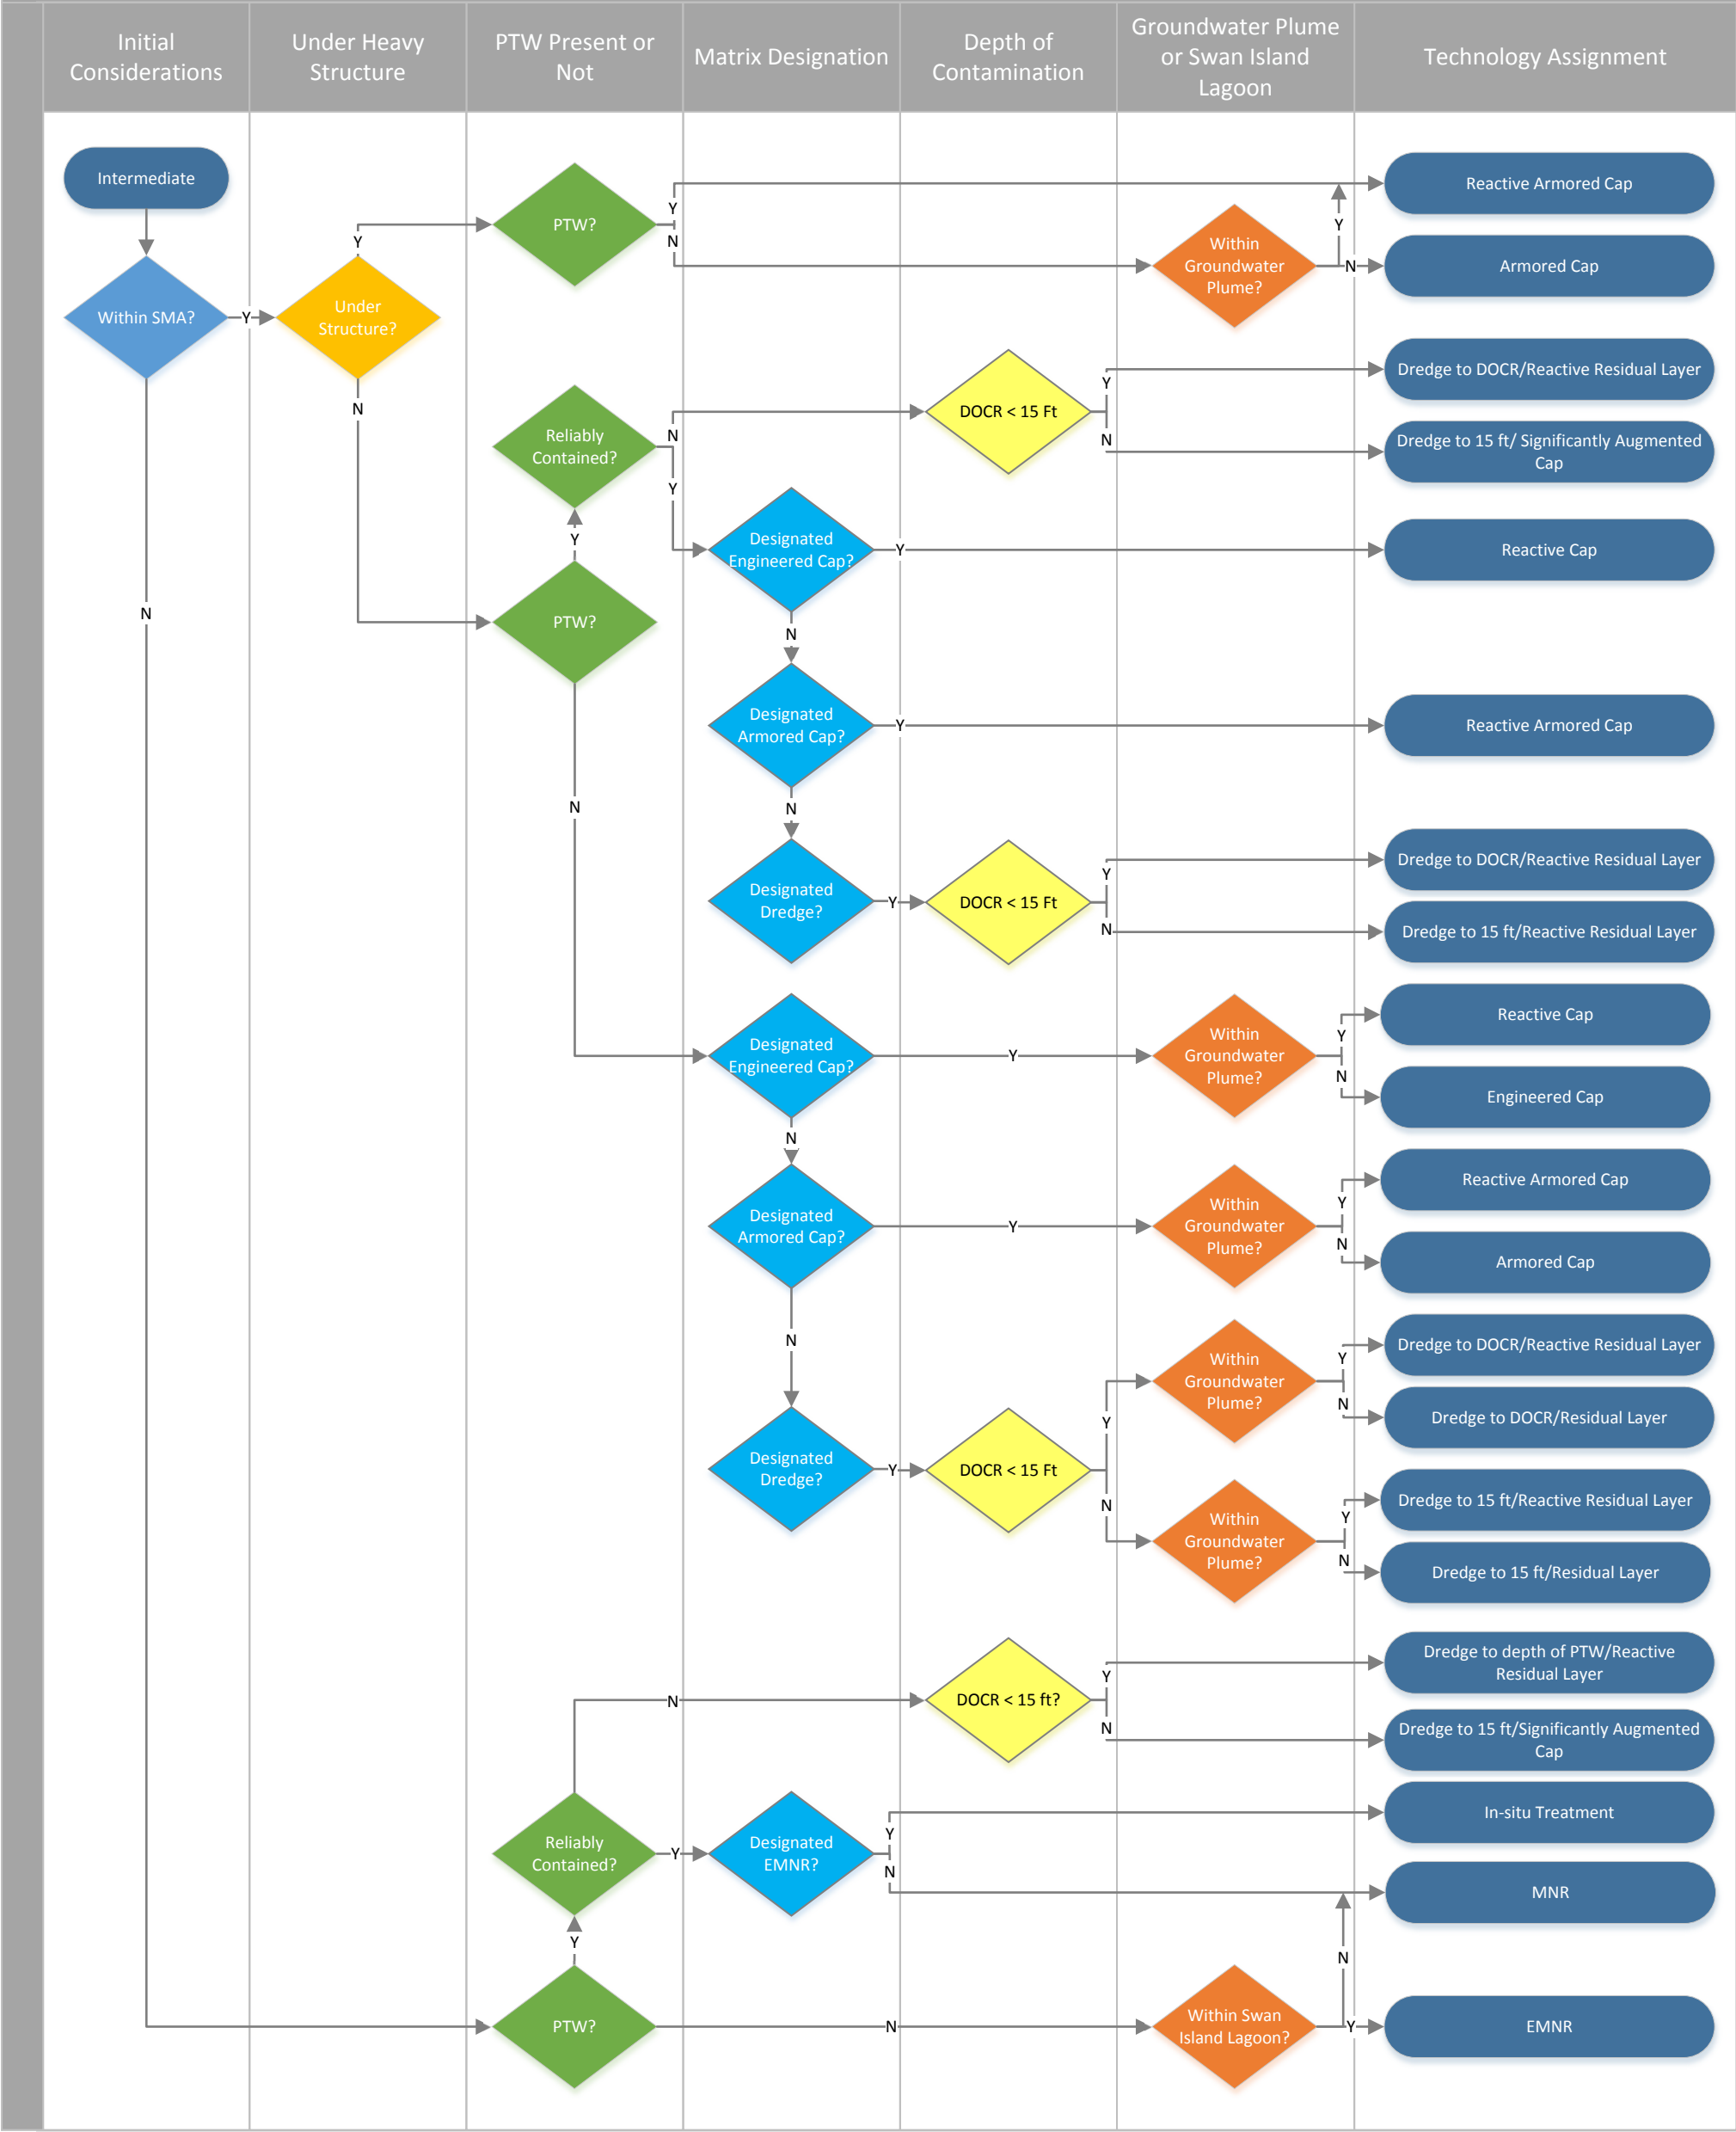 Initial
Considerations
Under Heavy
Structure
PTW Present or
Not
Matrix Designation
Depth of
Contamination
Groundwater Plume
or Swan Island
Lagoon
Technology Assignment
Intermediate
Within SMA?
Y
N
Under
Structure?
Y
N
PTW?
Y
N
Within
Groundwater
Plume?
Y
N
Reactive Armored Cap
Armored Cap
Reliably
Contained?
N
Y
DOCR < 15 Ft
Y
N
Dredge to DOCR/Reactive Residual Layer
Dredge to 15 ft/ Significantly Augmented
Cap
Y
PTW?
N
Designated
Engineered Cap?
Y
Reactive Cap
N
Designated
Armored Cap?
Y
Reactive Armored Cap
N
Designated
Dredge?
Y
DOCR < 15 Ft
Y
N
Dredge to DOCR/Reactive Residual Layer
Dredge to 15 ft/Reactive Residual Layer
Designated
Engineered Cap?
Y
Within
Groundwater
Plume?
Y
N
Reactive Cap
Engineered Cap
N
Designated
Armored Cap?
Y
Within
Groundwater
Plume?
Y
N
Reactive Armored Cap
Armored Cap
N
Designated
Dredge?
Y
DOCR < 15 Ft
Y
N
Within
Groundwater
Plume?
Y
N
Dredge to DOCR/Reactive Residual Layer
Dredge to DOCR/Residual Layer
Within
Groundwater
Plume?
Y
N
Dredge to 15 ft/Reactive Residual Layer
Dredge to 15 ft/Residual Layer
N
DOCR < 15 ft?
Y
N
Dredge to depth of PTW/Reactive
Residual Layer
Dredge to 15 ft/Significantly Augmented
Cap
Reliably
Contained?
Y
Designated
EMNR?
Y
N
In-situ Treatment
MNR
Y
PTW?
N
Within Swan
Island Lagoon?
N
Y
EMNR